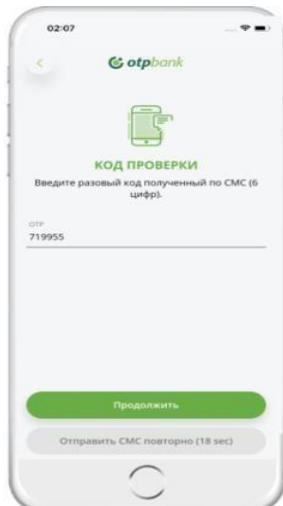 02:07
otpbank
КОД ПРОВЕРКИ
Введите разовый код полученный по СМС (6
цифр).
OTP
719955
Продолжить
Отправить СМС повторно (18 sec)